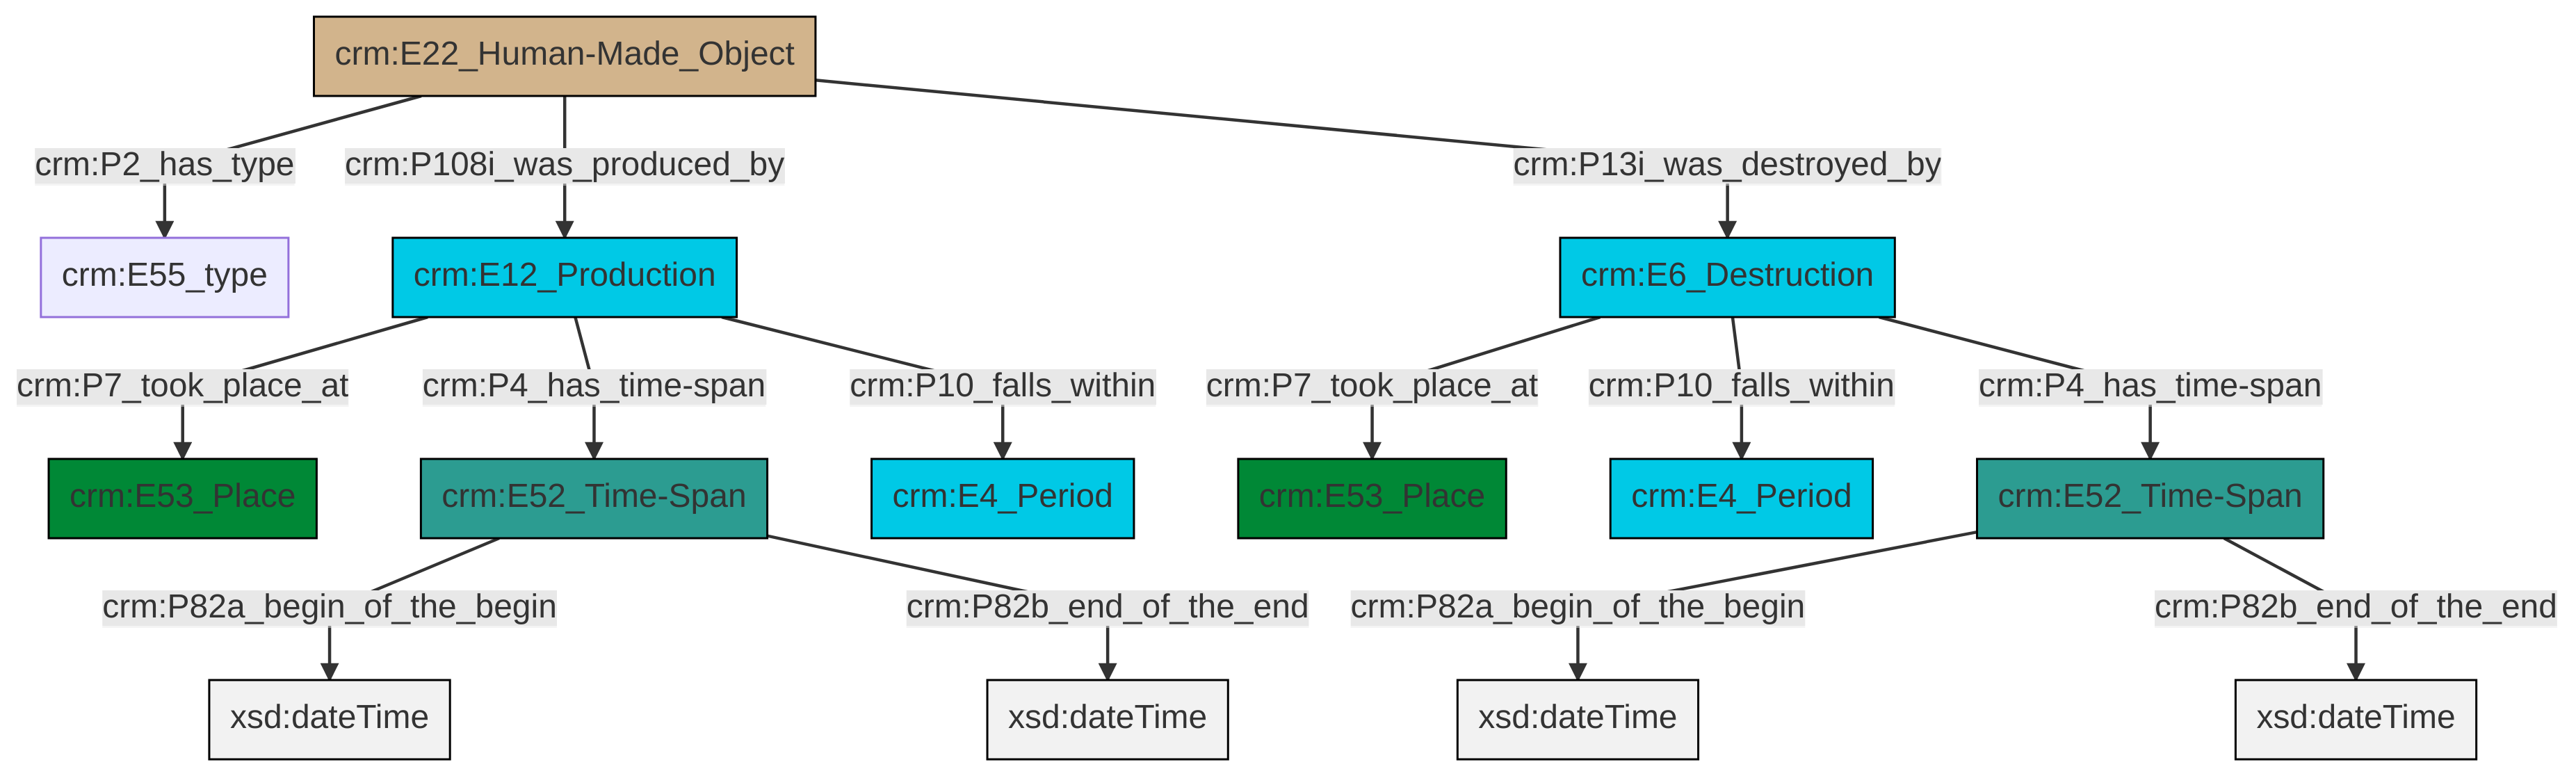 crm:E22_Human-Made_Object
crm:P2_has_type
crm:P108i_was_produced_by
crm:P13i_was_destroyed_by
crm:E55_type
crm:E12_Production
crm:E6_Destruction
crm:P7_took_place_at
crm:P4_has_time-span
crm:P10_falls_within
crm:P7_took_place_at
crm:P10_falls_within
crm:P4_has_time-span
crm:E53_Place
crm:E52_Time-Span
crm:E4_Period
crm:E53_Place
crm:E4_Period
crm:E52_Time-Span
crm:P82a_begin_of_the_begin
crm:P82b_end_of_the_end
crm:P82a_begin_of_the_begin
crm:P82b_end_of_the_end
xsd:dateTime
xsd:dateTime
xsd:dateTime
xsd:dateTime